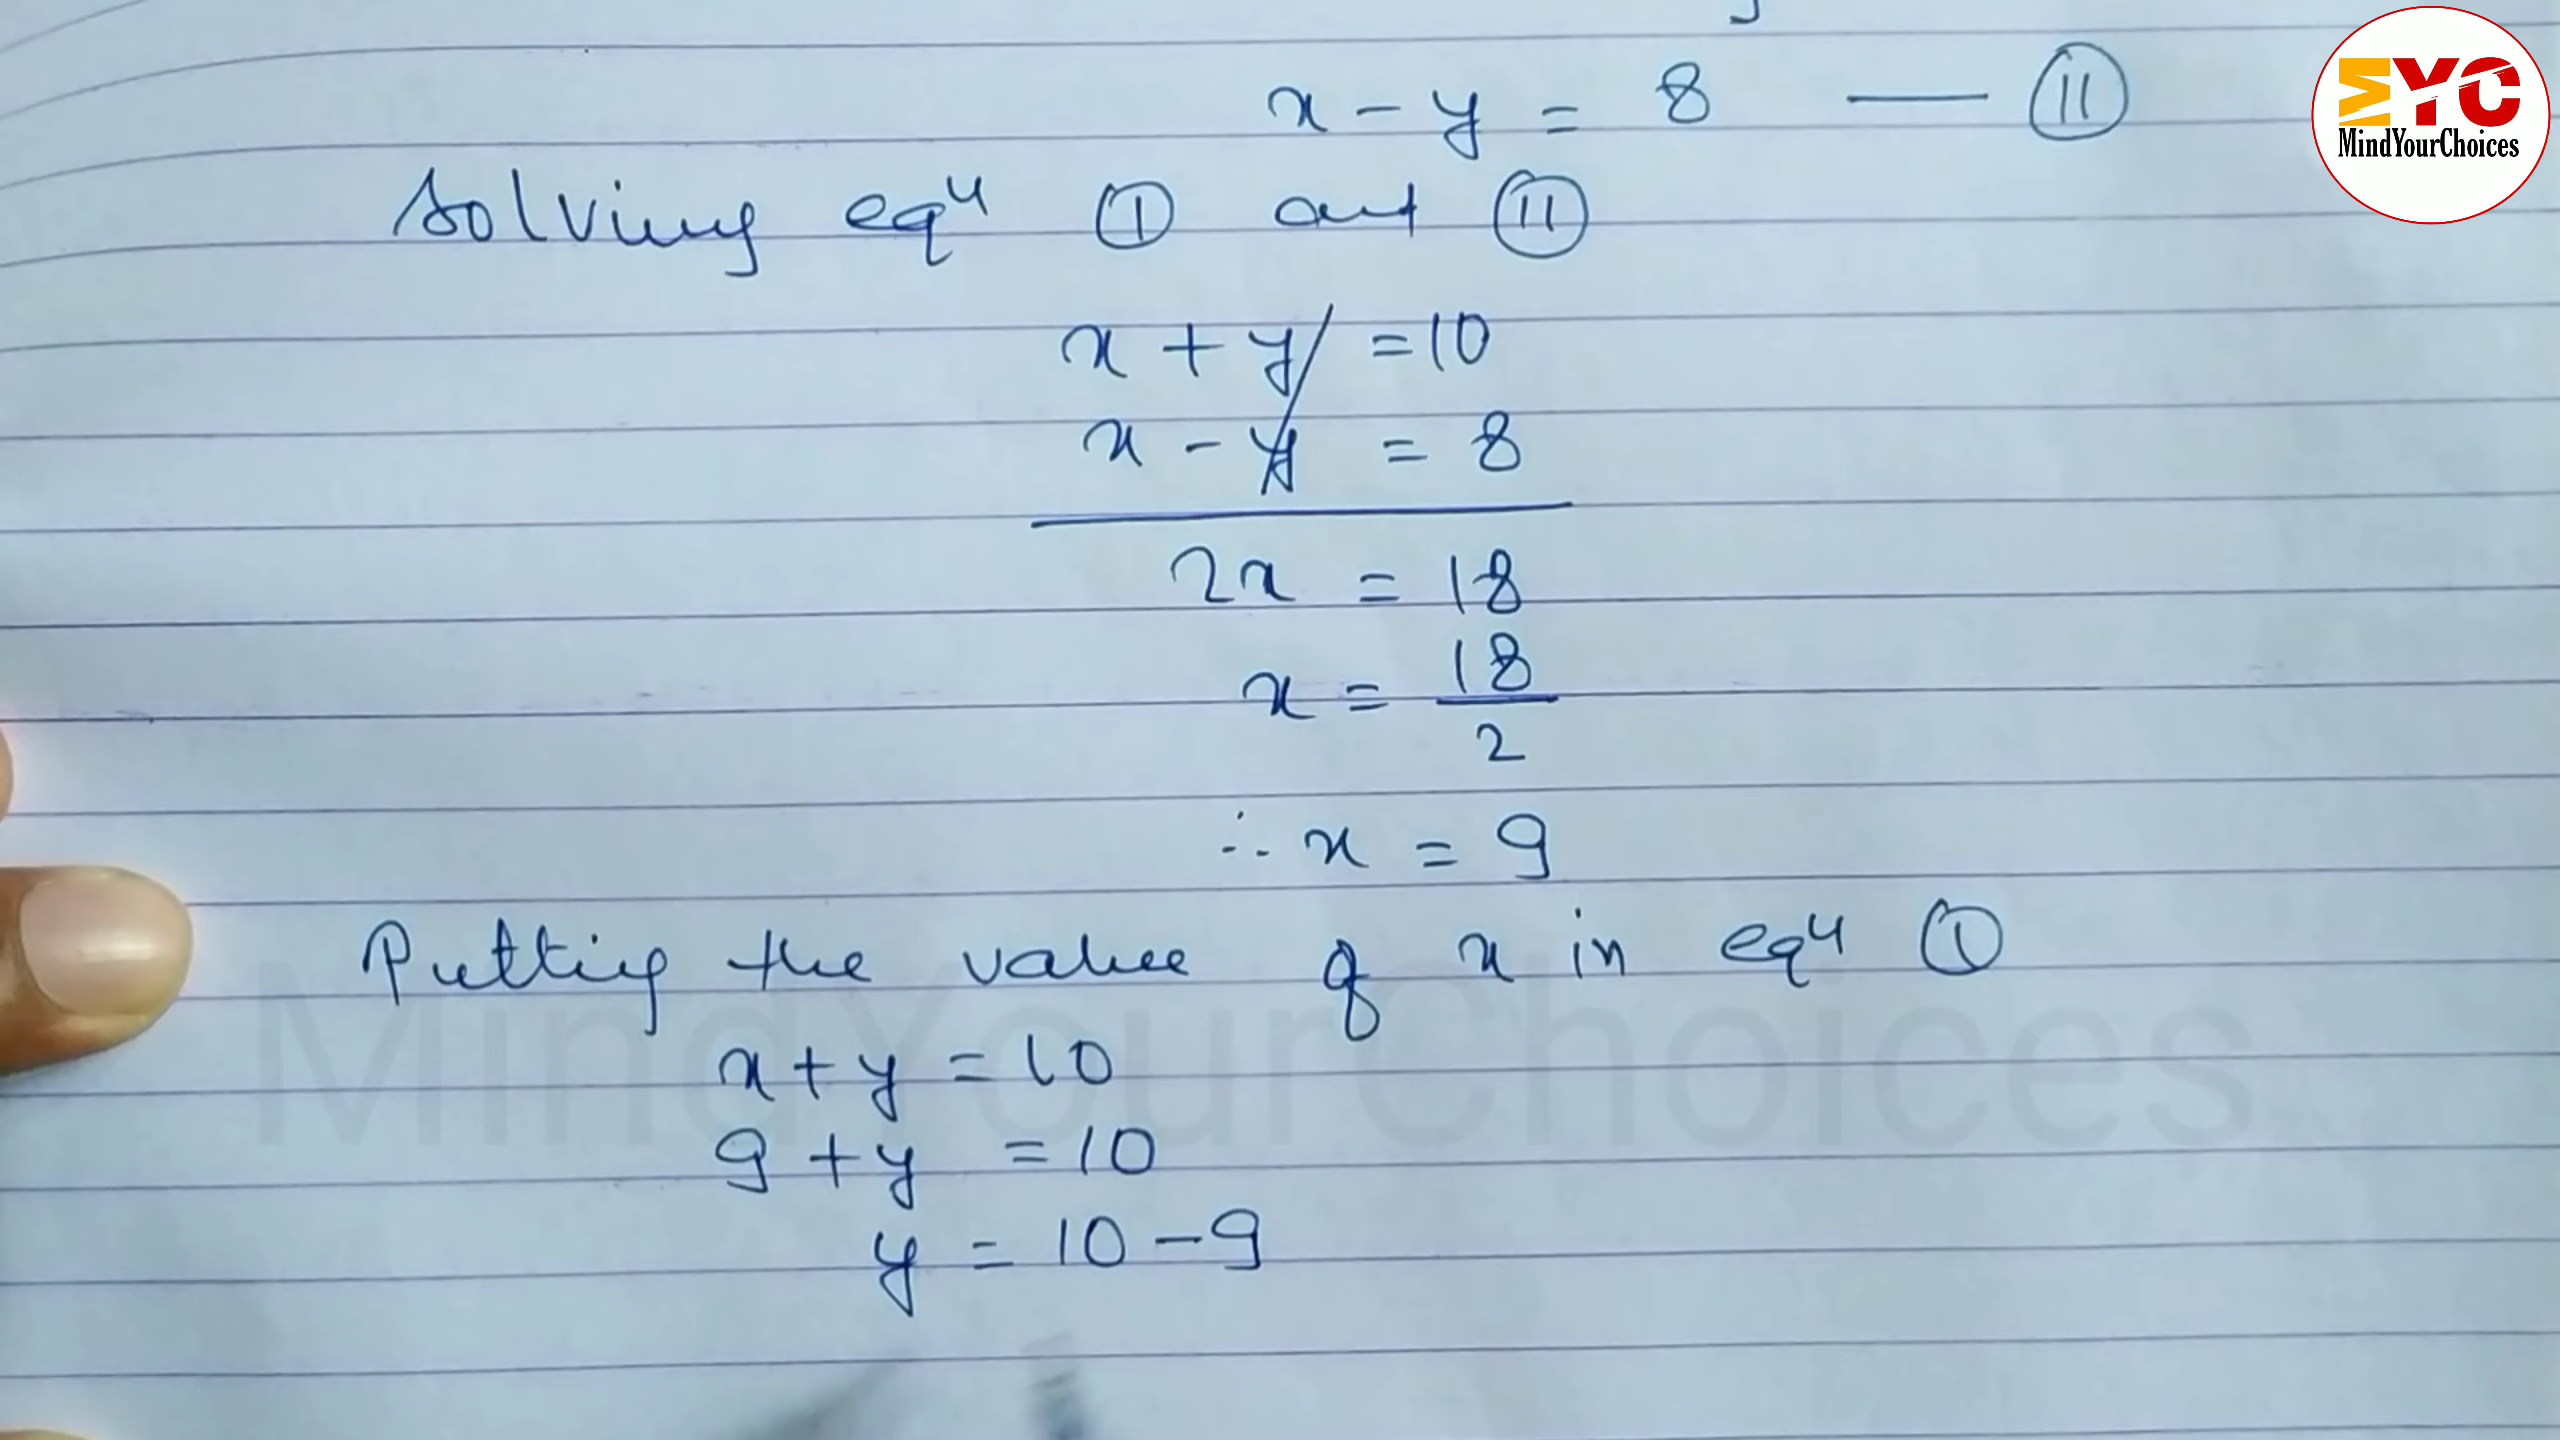 x - y = 8 — II
MYC
MindYourChoices
Solving eqn I and II
x + y = 10
x - y = 8
2x = 18
x = 18/2
∴ x = 9
Putting the value of x in eqn I
x + y = 10
9 + y = 10
y = 10 - 9
MindYourChoices